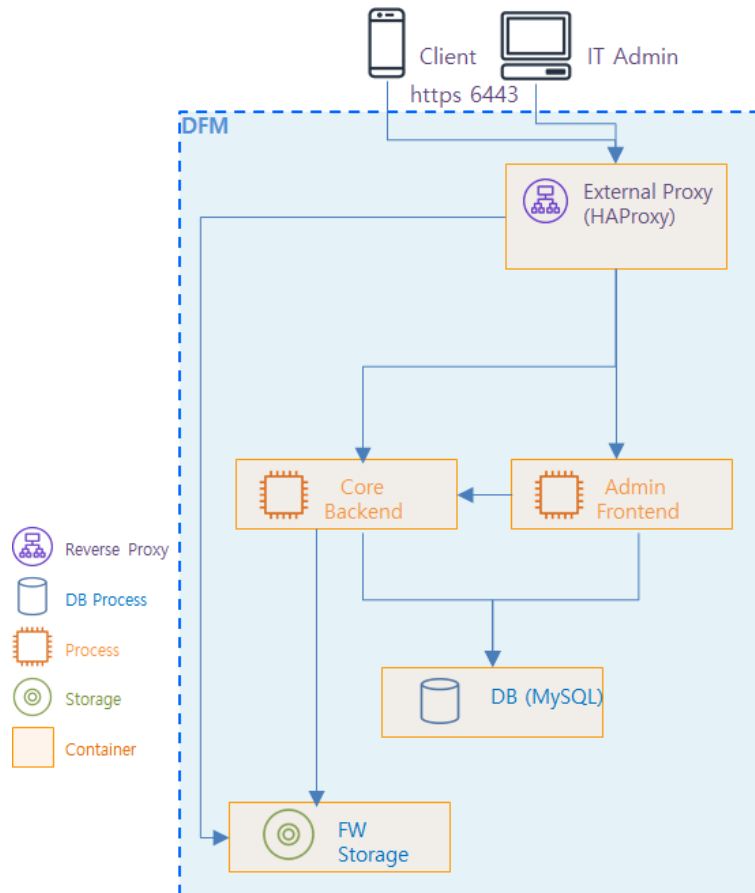 Client
IT Admin
https 6443
DFM
External Proxy
(HAProxy)
Core
Backend
Admin
Frontend
Reverse Proxy
DB Process
Process
Storage
Container
DB (MySQL)
FW
Storage